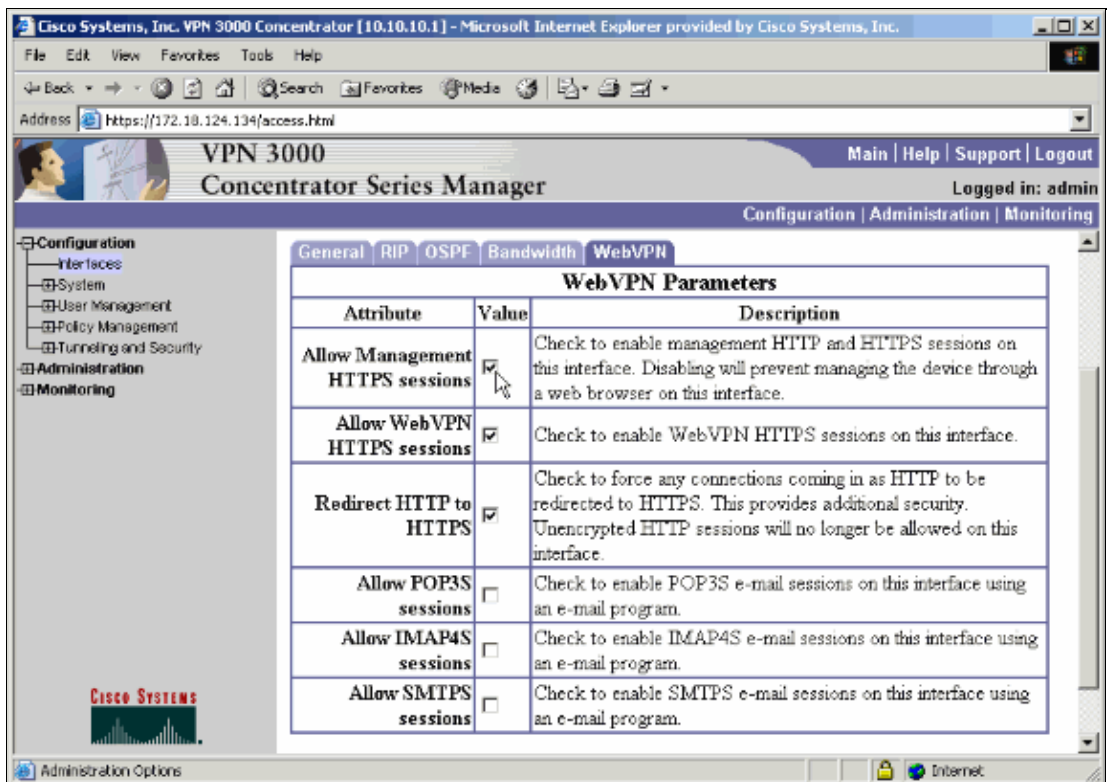 Cisco Systems, Inc. VPN 3000 Concentrator [10.10.10.1] - Microsoft Internet Explorer provided by Cisco Systems, Inc.
File Edit View Favorites Tools Help
Back Search Favorites Media
Address https://172.18.124.134/access.html
VPN 3000
Concentrator Series Manager
Main | Help | Support | Logout
Logged in: admin
Configuration | Administration | Monitoring
Configuration
Interfaces
System
User Management
Policy Management
Tunneling and Security
Administration
Monitoring
CISCO SYSTEMS
General RIP OSPF Bandwidth WebVPN
WebVPN Parameters
Attribute Value Description
Allow Management
HTTPS sessions
Check to enable management HTTP and HTTPS sessions on
this interface. Disabling will prevent managing the device through
a web browser on this interface.
Allow WebVPN
HTTPS sessions
Check to enable WebVPN HTTPS sessions on this interface.
Redirect HTTP to
HTTPS
Check to force any connections coming in as HTTP to be
redirected to HTTPS. This provides additional security.
Unencrypted HTTP sessions will no longer be allowed on this
interface.
Allow POP3S
sessions
Check to enable POP3S e-mail sessions on this interface using
an e-mail program.
Allow IMAP4S
sessions
Check to enable IMAP4S e-mail sessions on this interface using
an e-mail program.
Allow SMTPS
sessions
Check to enable SMTPS e-mail sessions on this interface using
an e-mail program.
Administration Options
Internet